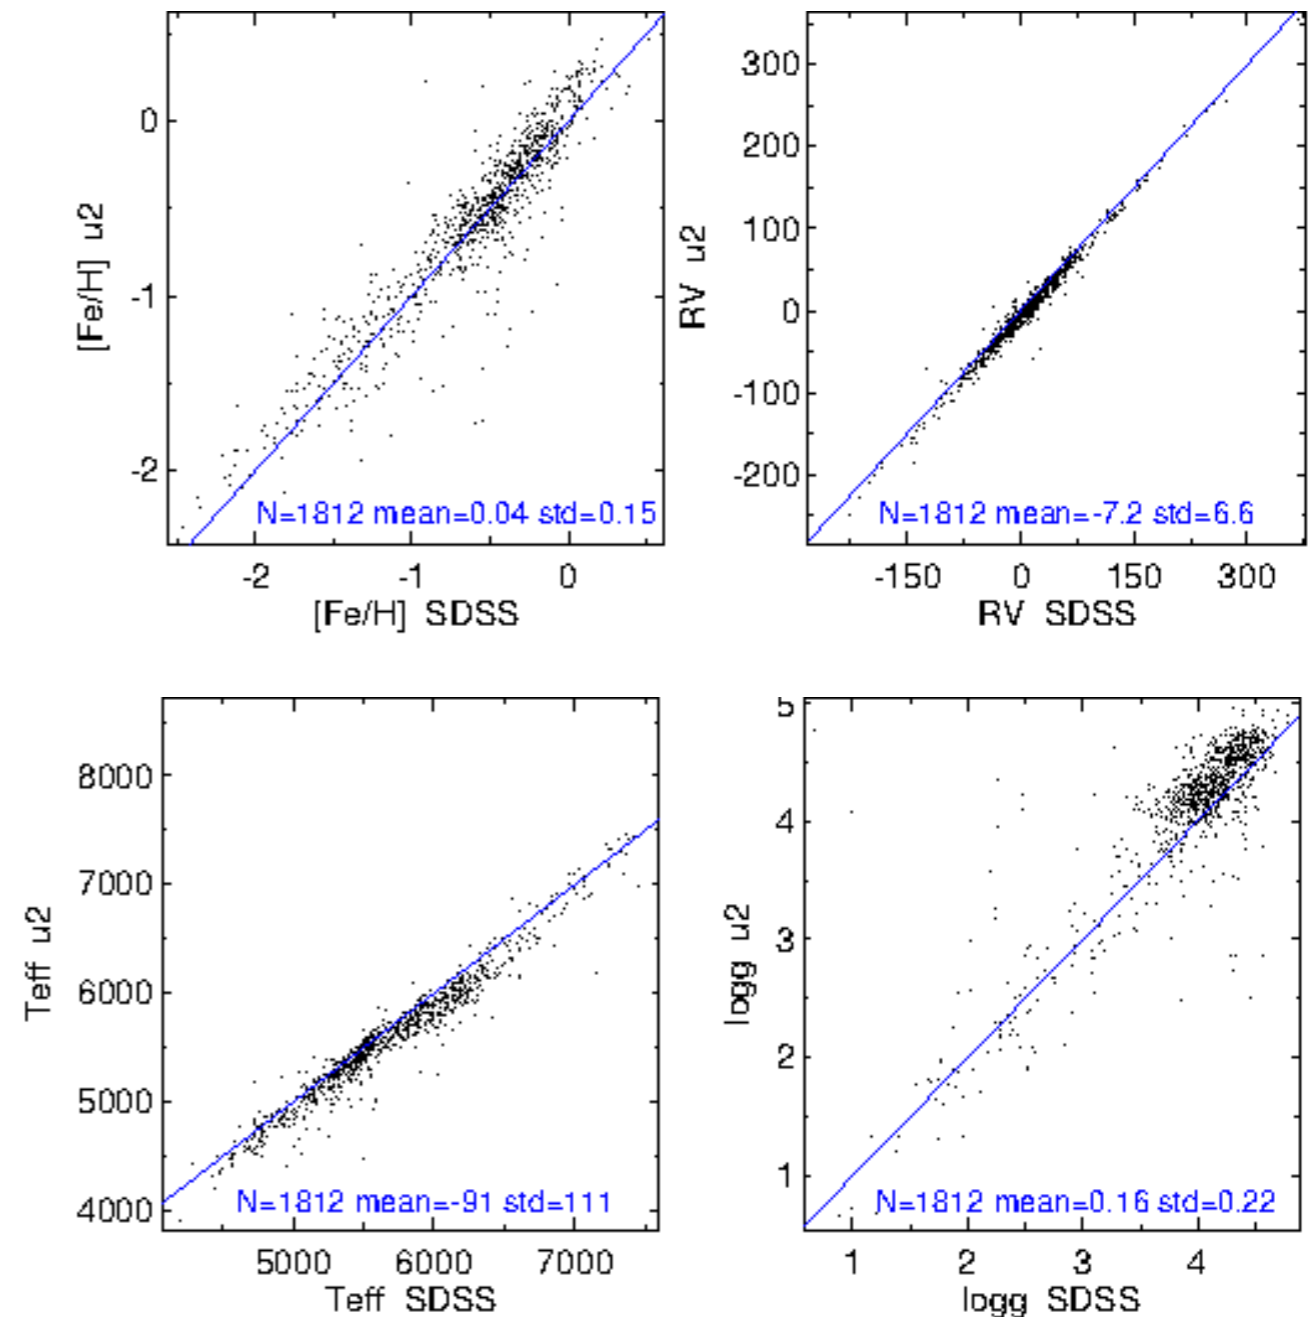 0
-1
-2
[Fe/H] u2
N=1812 mean=0.04 std=0.15
-2 -1 0
[Fe/H] SDSS
300
200
100
0
-100
-200
RV u2
N=1812 mean=-7.2 std=6.6
-150 0 150 300
RV SDSS
8000
7000
6000
5000
4000
Teff u2
N=1812 mean=-91 std=111
5000 6000 7000
Teff SDSS
5
4
3
2
1
logg u2
N=1812 mean=0.16 std=0.22
1 2 3 4
logg SDSS